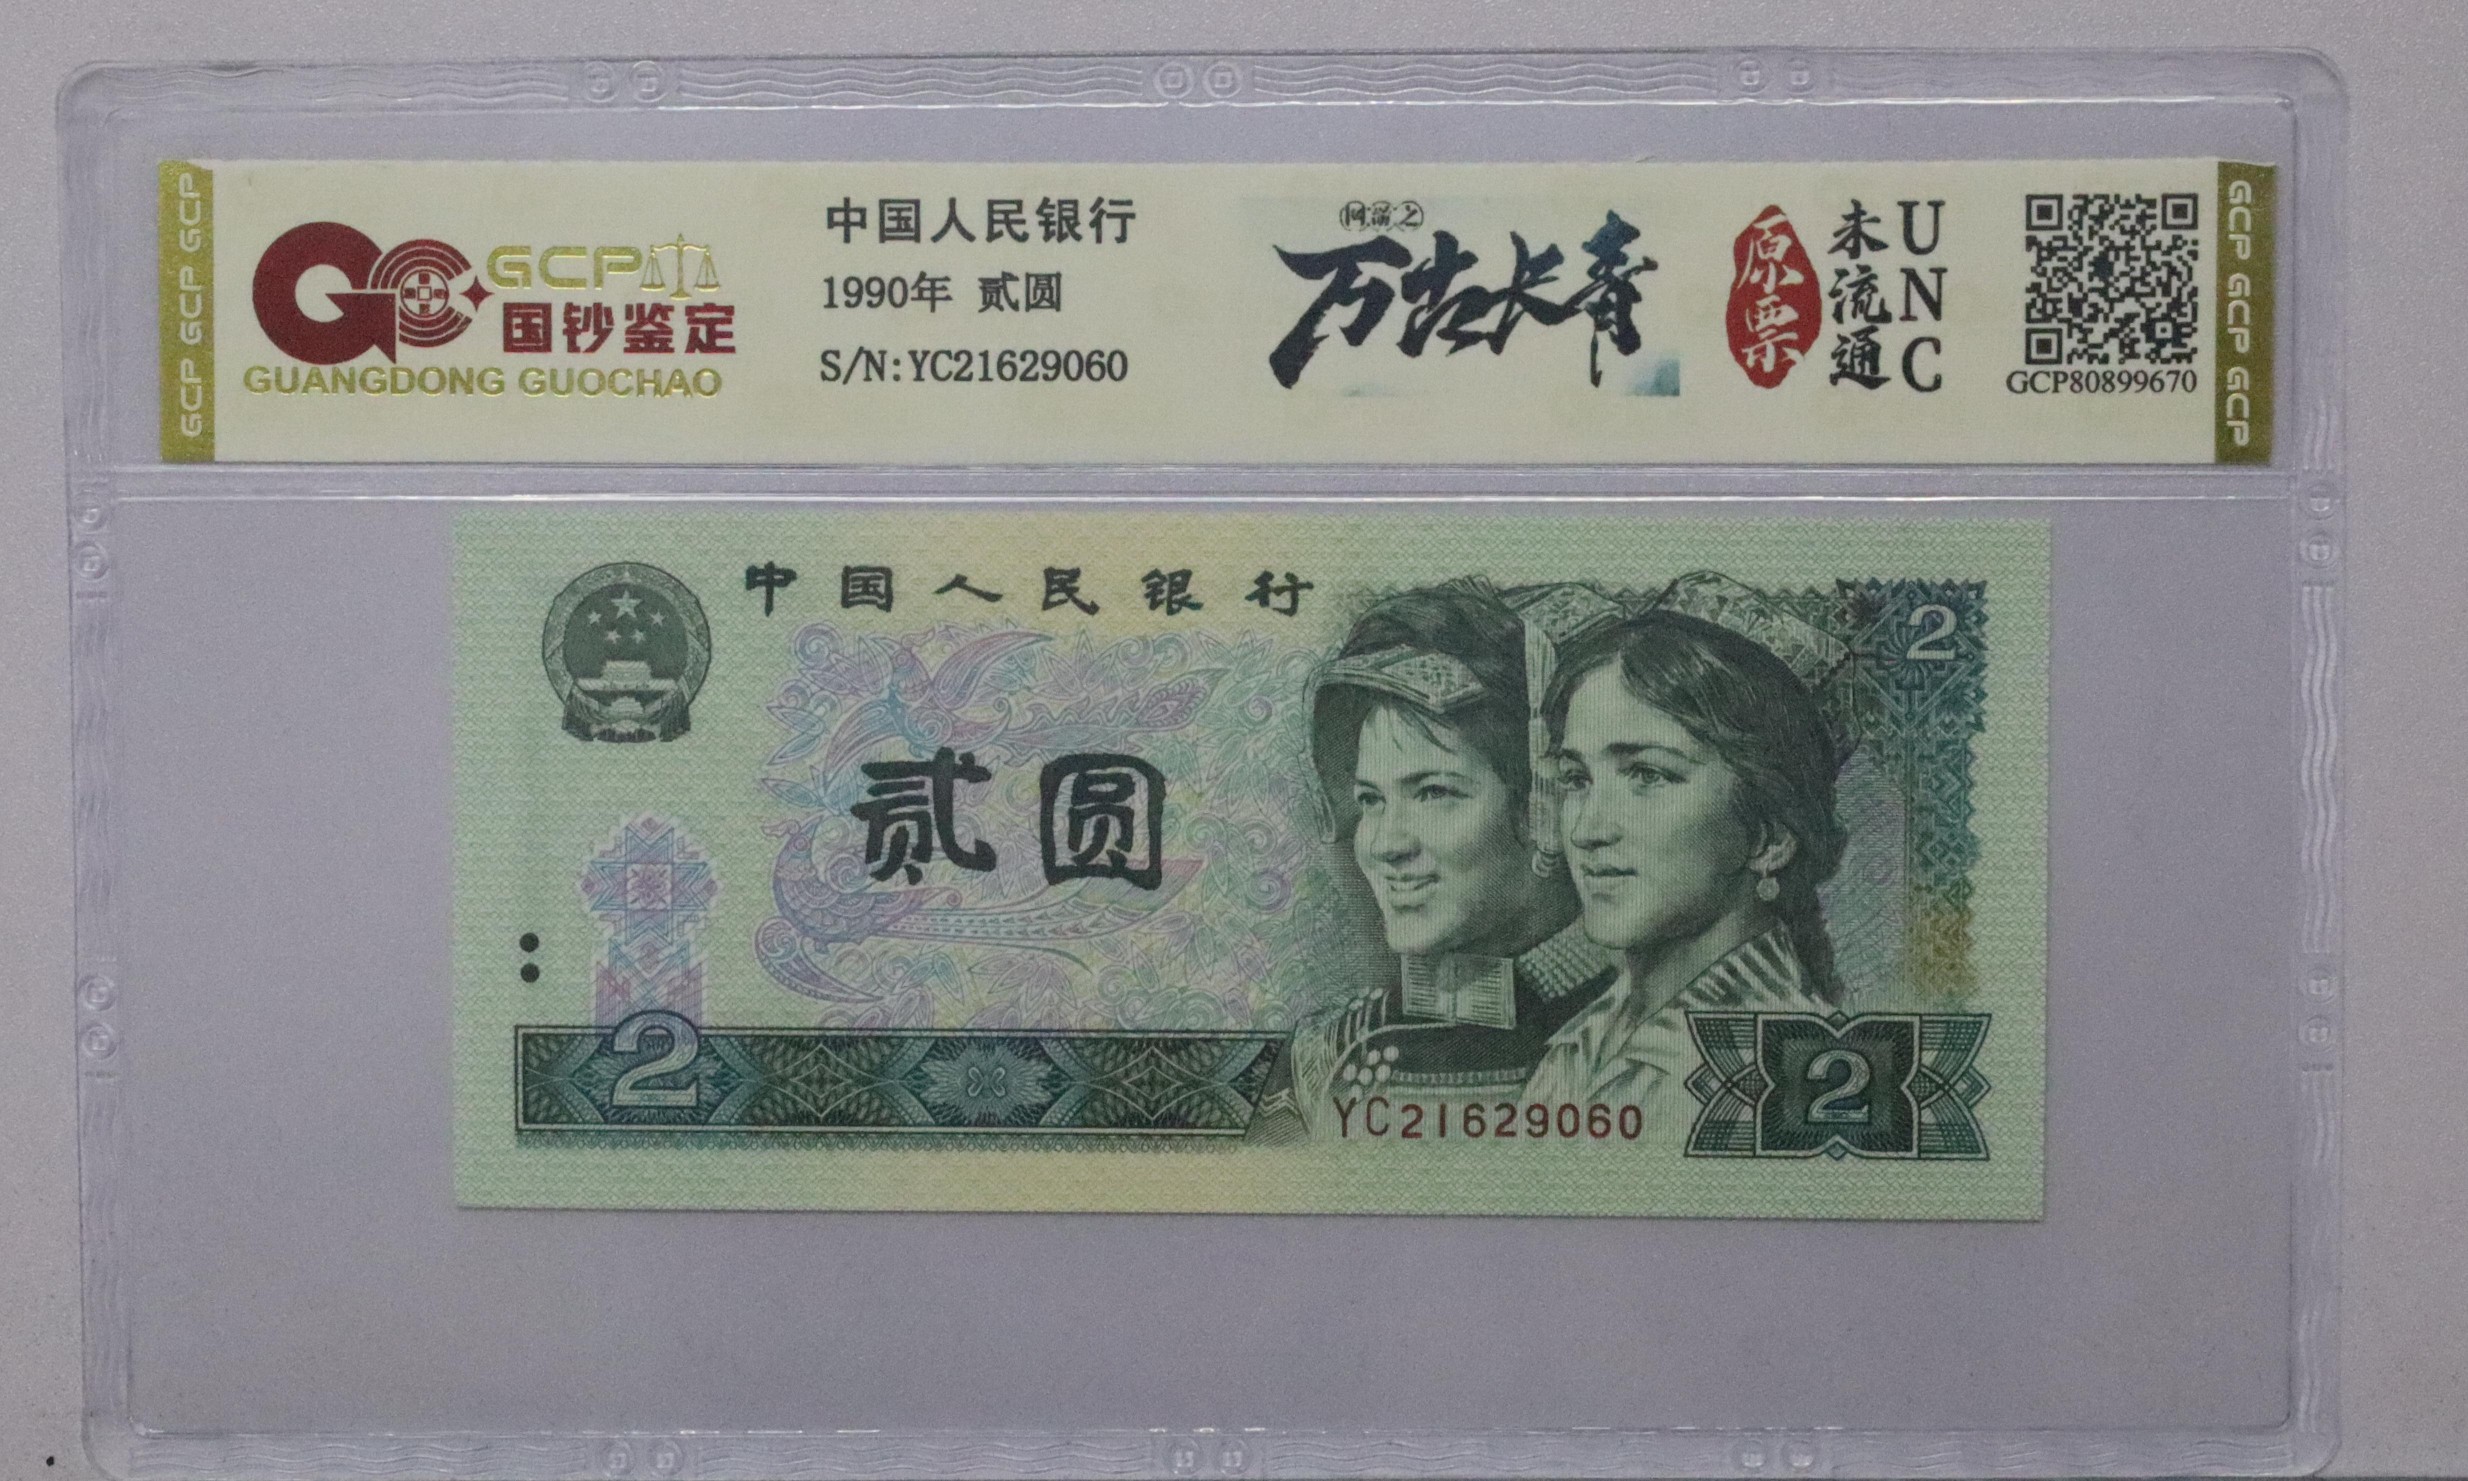 GCP GCP GCP
GCP
国钞鉴定
GUANGDONG GUOCHAO
中国人民银行
1990年 贰圆
S/N:YC21629060
万古长青
原票
未流通
UNC
GCP80899670
GCP GCP GCP
中国人民银行
2
贰圆
2
YC21629060
2